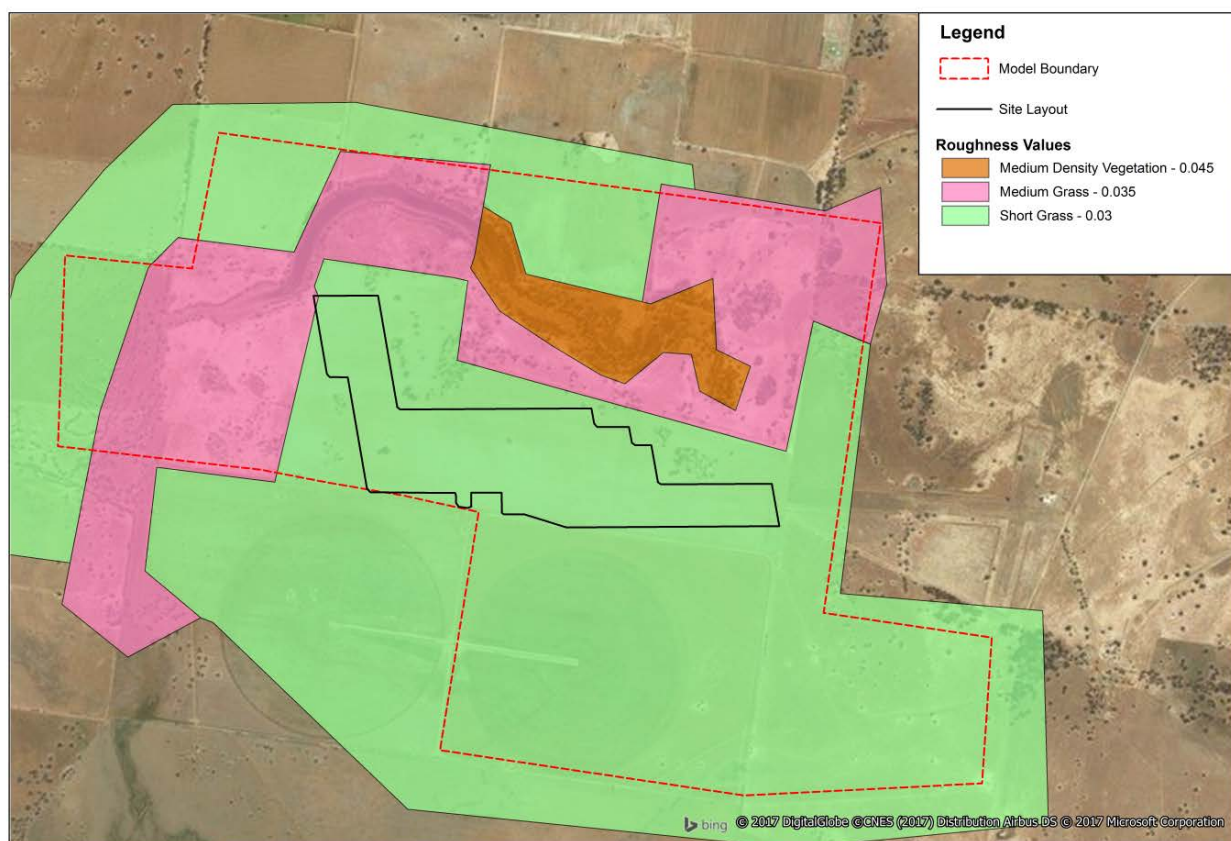 Legend
Model Boundary
Site Layout
Roughness Values
Medium Density Vegetation - 0.045
Medium Grass - 0.035
Short Grass - 0.03
bing © 2017 DigitalGlobe ©CNES (2017) Distribution Airbus DS © 2017 Microsoft Corporation